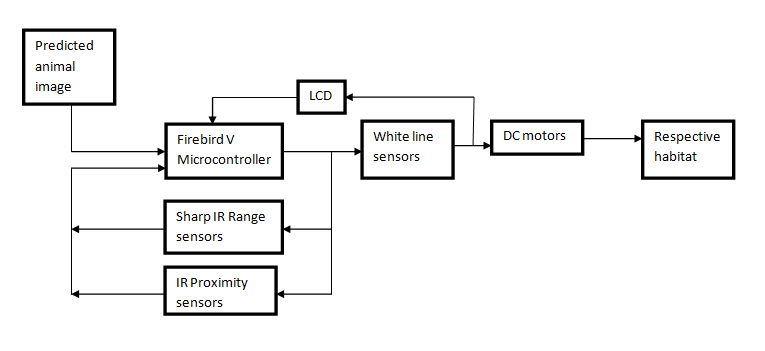 Predicted
animal
image
LCD
Firebird V
Microcontroller
White line
sensors
DC motors
Respective
habitat
Sharp IR Range
sensors
IR Proximity
sensors